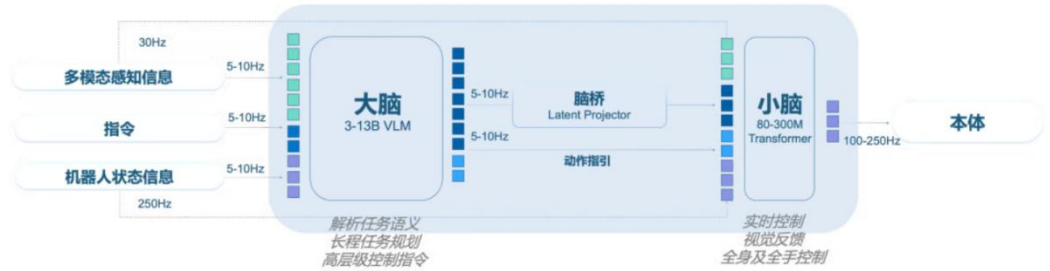 30Hz
多模态感知信息
5-10Hz
指令
5-10Hz
机器人状态信息
5-10Hz
250Hz
大脑
3-13B VLM
解析任务语义
长程任务规划
高层级控制指令
5-10Hz
脑桥
Latent Projector
5-10Hz
动作指引
小脑
80-300M
Transformer
实时控制
视觉反馈
全身及全手控制
100-250Hz
本体